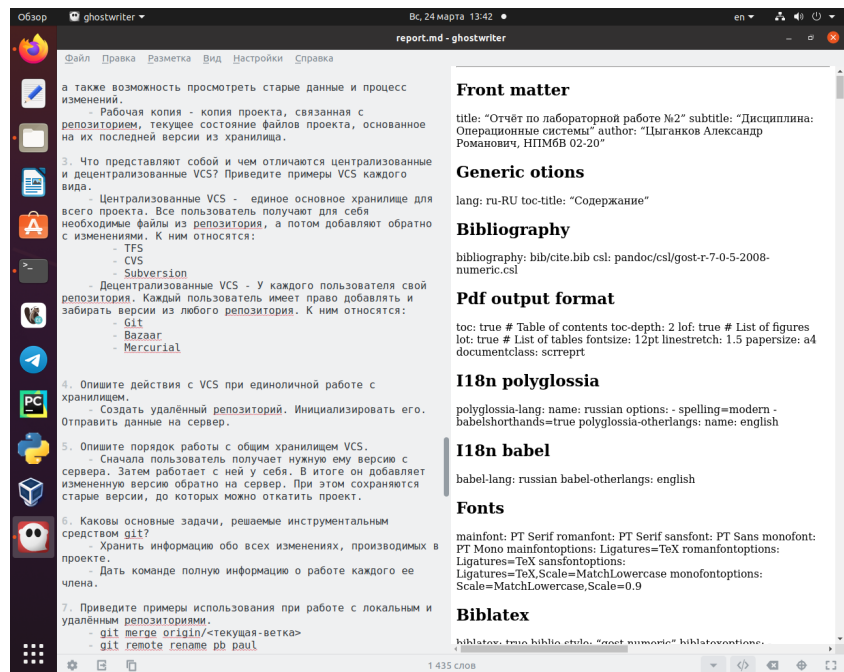 Обзор
ghostwriter
Вс, 24 марта 13:42
en
report.md - ghostwriter
Файл Правка Разметка Вид Настройки Справка
а также возможность просмотреть старые данные и процесс
изменений.
- Рабочая копия - копия проекта, связанная с
репозиторием, текущее состояние файлов проекта, основанное
на их последней версии из хранилища.
3. Что представляют собой и чем отличаются централизованные
и децентрализованные VCS? Приведите примеры VCS каждого
вида.
- Централизованные VCS - единое основное хранилище для
всего проекта. Все пользователь получают для себя
необходимые файлы из репозитория, а потом добавляют обратно
с изменениями. К ним относятся:
- TFS
- CVS
- Subversion
- Децентрализованные VCS - У каждого пользователя свой
репозитория. Каждый пользователь имеет право добавлять и
забирать версии из любого репозитория. К ним относятся:
- Git
- Bazaar
- Mercurial
4. Опишите действия с VCS при единоличной работе с
хранилищем.
- Создать удалённый репозиторий. Инициализировать его.
Отправить данные на сервер.
5. Опишите порядок работы с общим хранилищем VCS.
- Сначала пользователь получает нужную ему версию с
сервера. Затем работает с ней у себя. В итоге он добавляет
измененную версию обратно на сервер. При этом сохраняются
старые версии, до которых можно откатить проект.
6. Каковы основные задачи, решаемые инструментальным
средством git?
- Хранить информацию обо всех изменениях, производимых в
проекте.
- Дать команде полную информацию о работе каждого ее
члена.
7. Приведите примеры использования при работе с локальным и
удалённым репозиториями.
- git merge origin/<текущая-ветка>
- git remote rename pb paul
Front matter
title: “Отчёт по лабораторной работе №2” subtitle: “Дисциплина:
Операционные системы” author: “Цыганков Александр
Романович, НПМбВ 02-20”
Generic otions
lang: ru-RU toc-title: “Содержание”
Bibliography
bibliography: bib/cite.bib csl: pandoc/csl/gost-r-7-0-5-2008-
numeric.csl
Pdf output format
toc: true # Table of contents toc-depth: 2 lof: true # List of figures
lot: true # List of tables fontsize: 12pt linestretch: 1.5 papersize: a4
documentclass: scrreprt
I18n polyglossia
polyglossia-lang: name: russian options: - spelling=modern -
babelshorthands=true polyglossia-otherlangs: name: english
I18n babel
babel-lang: russian babel-otherlangs: english
Fonts
mainfont: PT Serif romanfont: PT Serif sansfont: PT Sans monofont:
PT Mono mainfontoptions: Ligatures=TeX romanfontoptions:
Ligatures=TeX sansfontoptions:
Ligatures=TeX,Scale=MatchLowercase monofontoptions:
Scale=MatchLowercase,Scale=0.9
Biblatex
biblatex: true biblio-style: “gost-numeric” biblatexoptions:
PC
1 435 слов